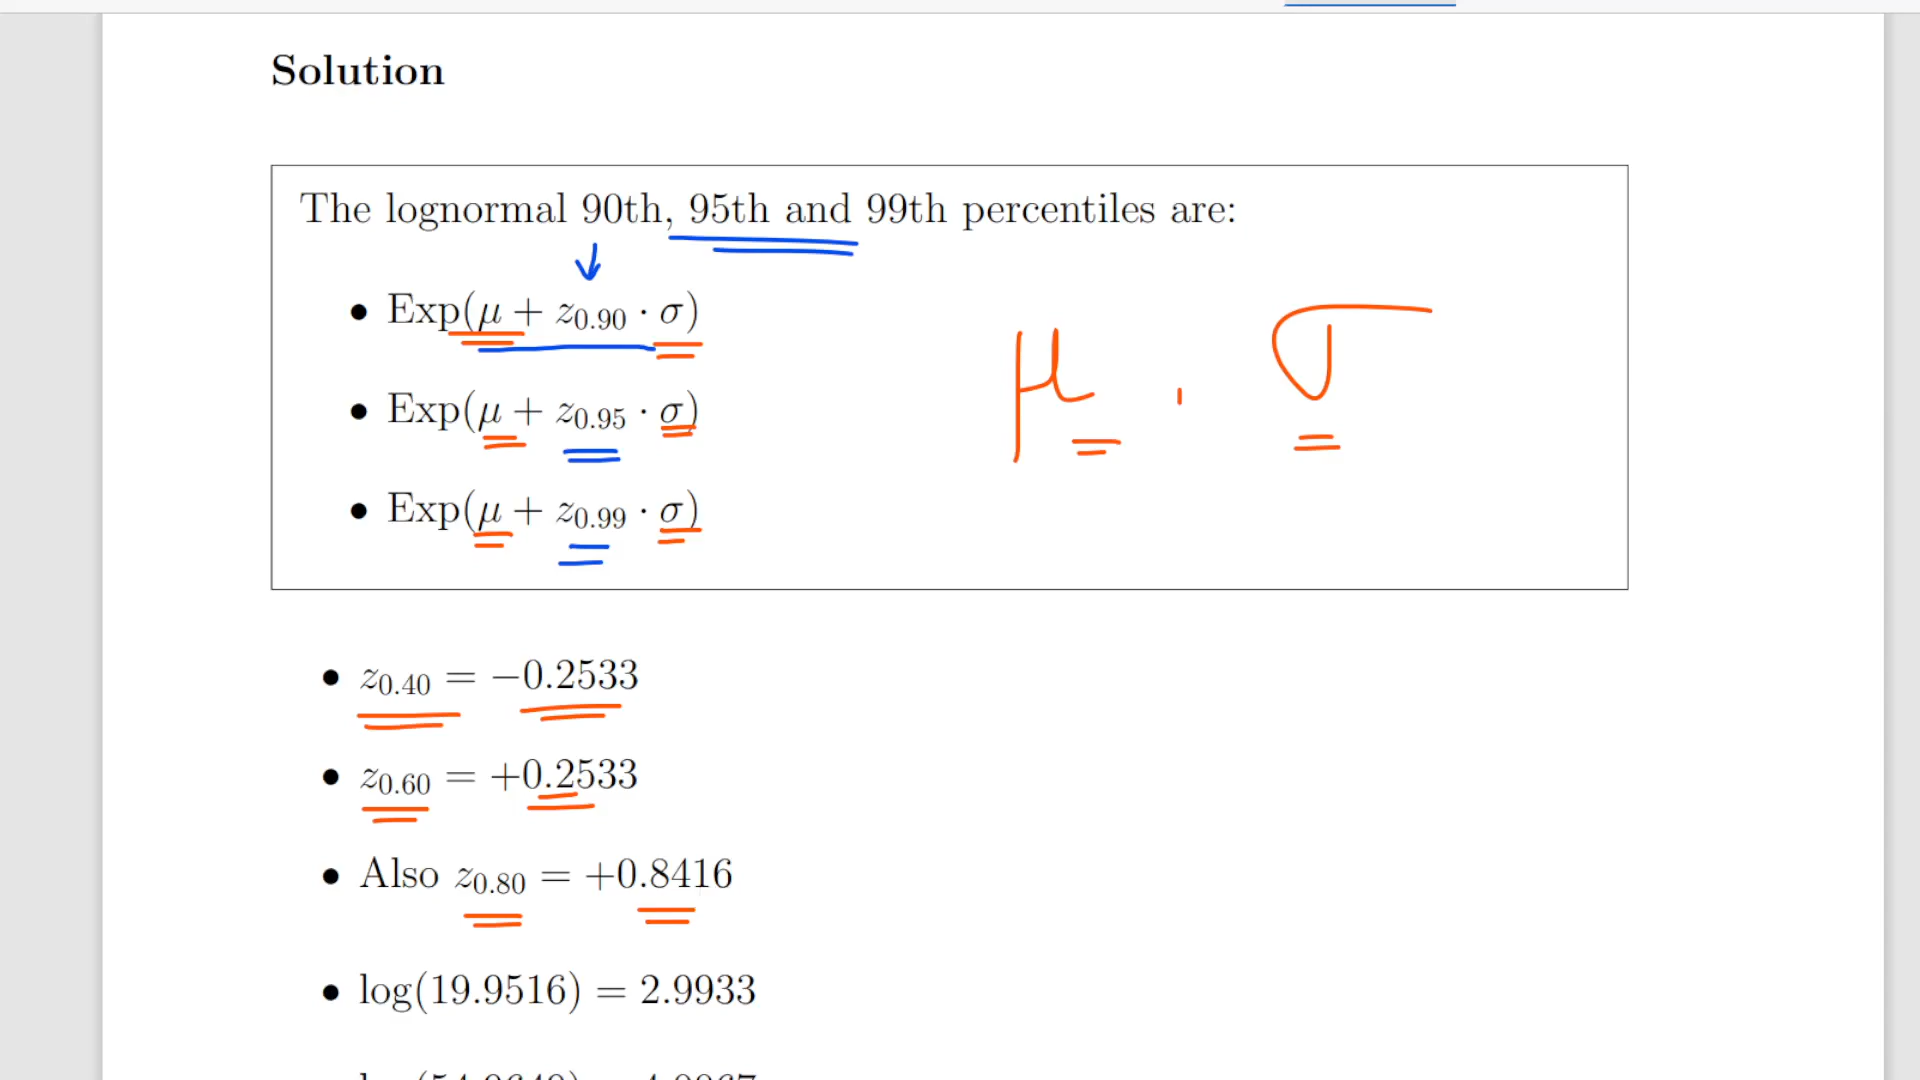 Solution
The lognormal 90th, 95th and 99th percentiles are:
• Exp(μ + z0.90 · σ)
• Exp(μ + z0.95 · σ)
• Exp(μ + z0.99 · σ)
μ , σ
• z0.40 = −0.2533
• z0.60 = +0.2533
• Also z0.80 = +0.8416
• log(19.9516) = 2.9933